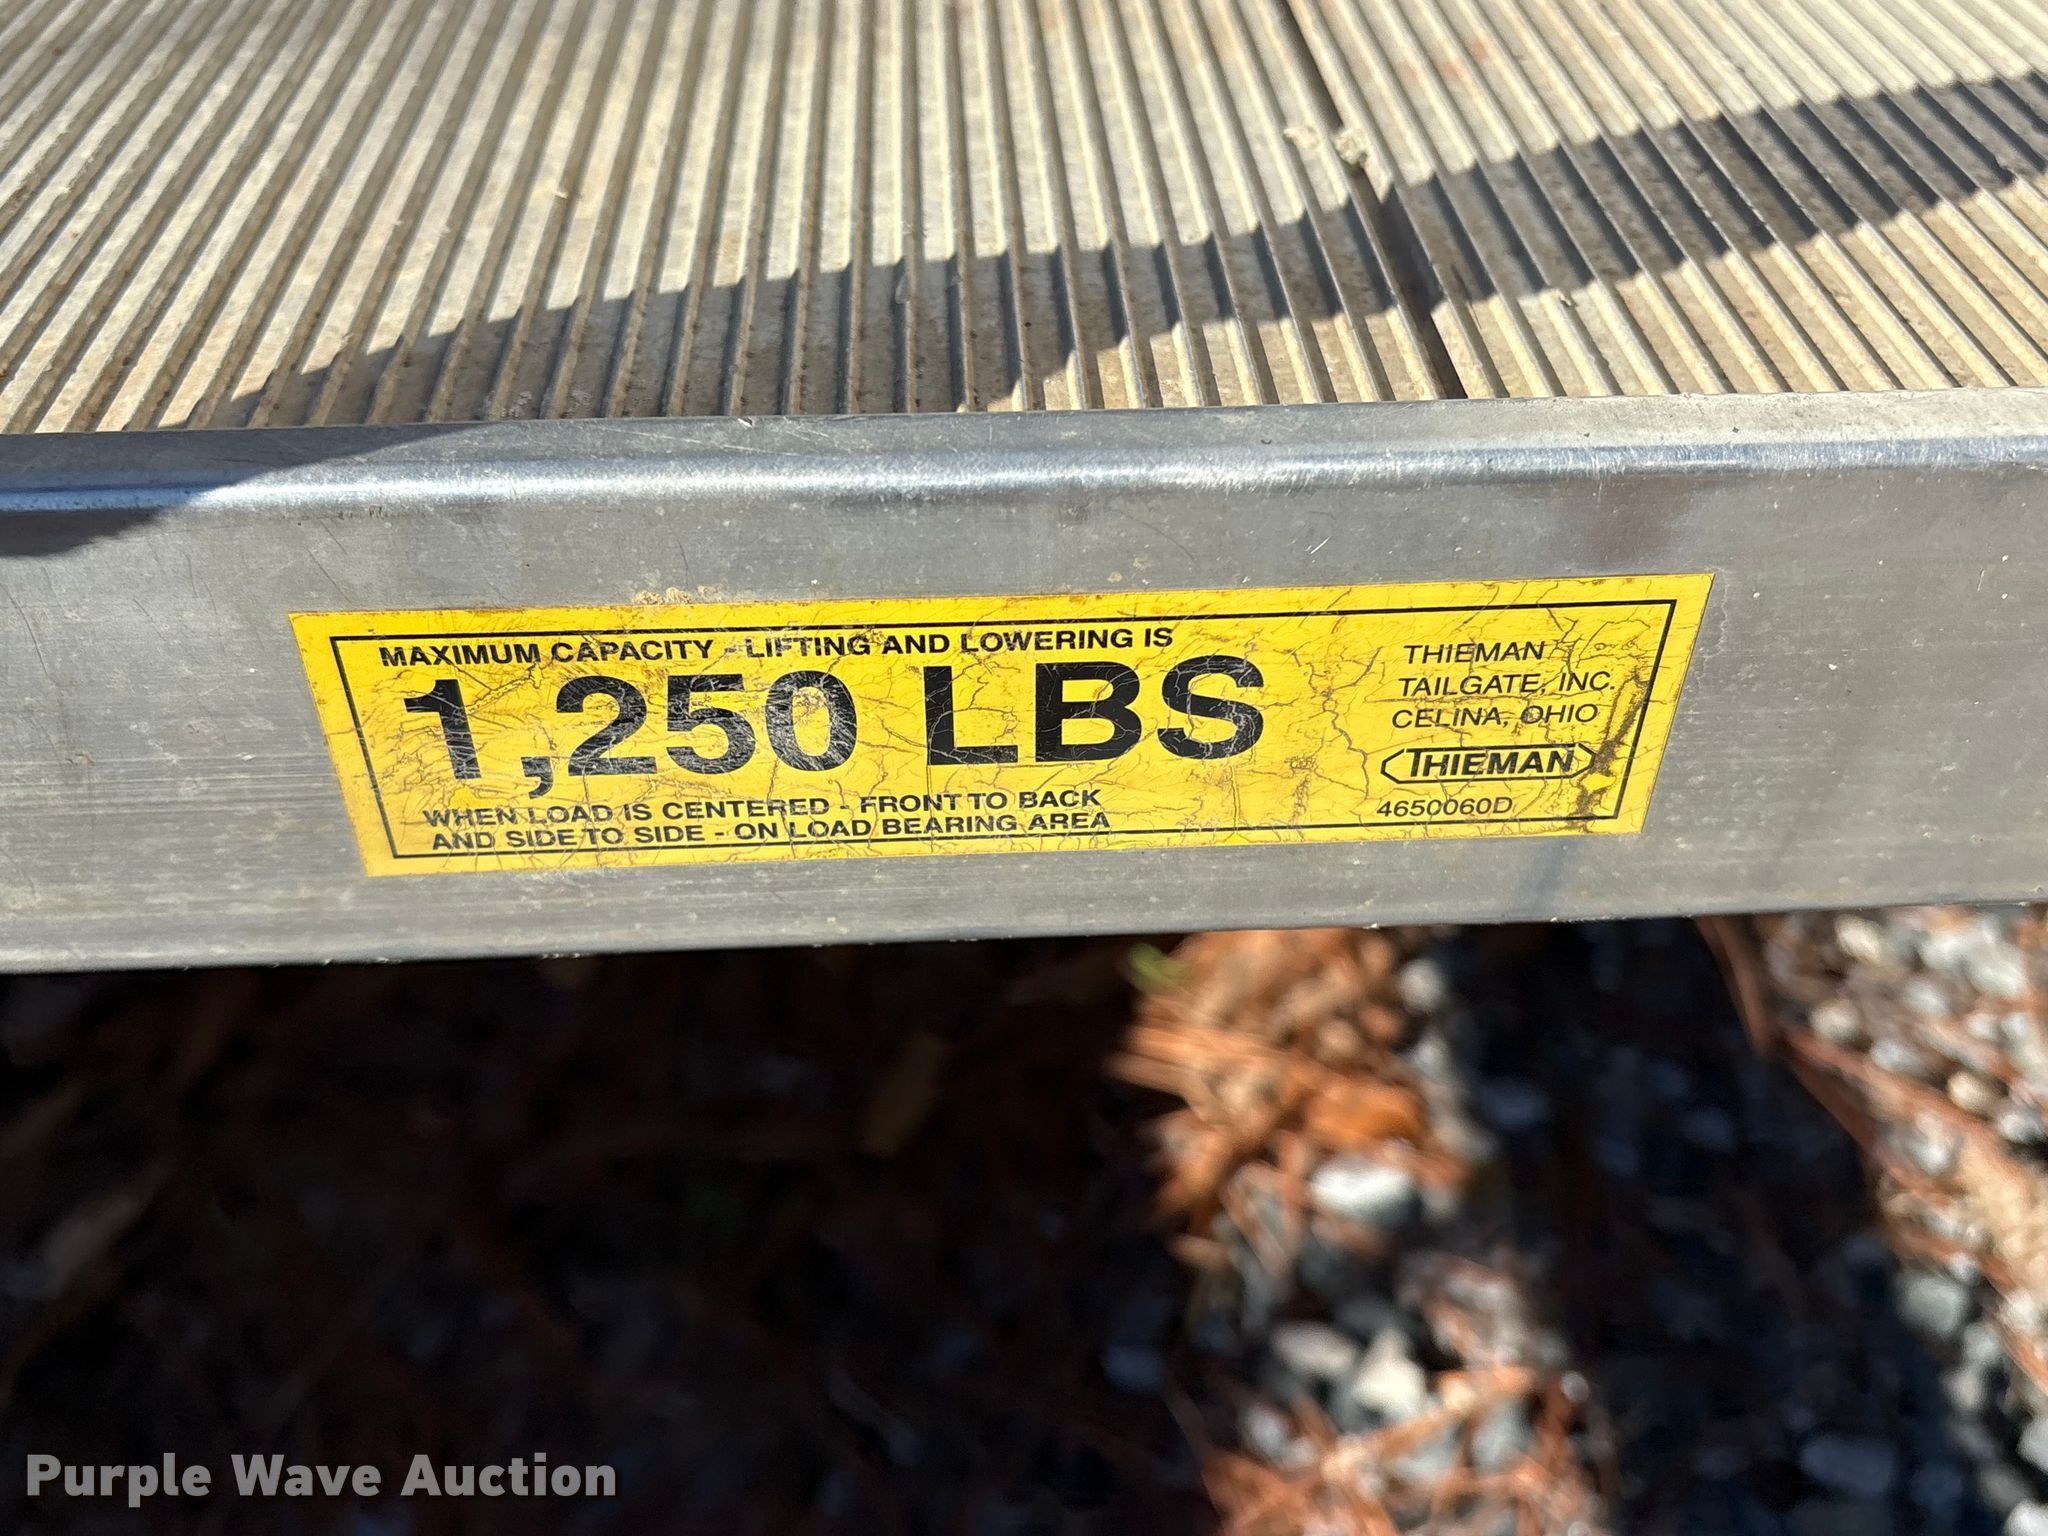 MAXIMUM CAPACITY - LIFTING AND LOWERING IS
1,250 LBS
WHEN LOAD IS CENTERED - FRONT TO BACK
AND SIDE TO SIDE - ON LOAD BEARING AREA
THIEMAN
TAILGATE, INC.
CELINA, OHIO
THIEMAN
4650060D
Purple Wave Auction